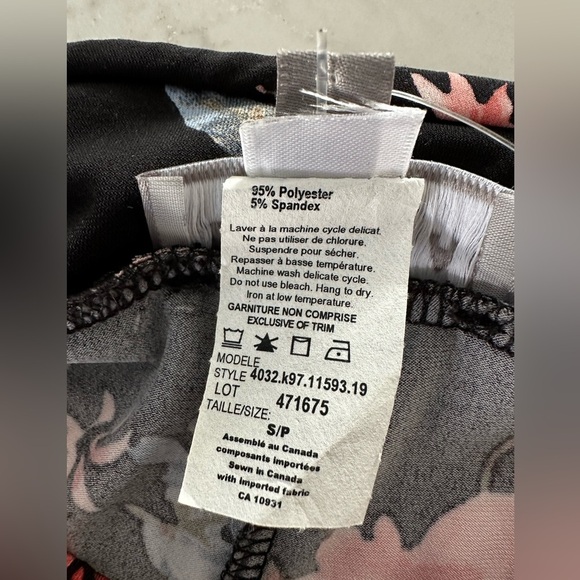 95% Polyester
5% Spandex
Laver à la machine cycle delicat.
Ne pas utiliser de chlorure.
Suspendre pour sécher.
Repasser à basse température.
Machine wash delicate cycle.
Do not use bleach. Hang to dry.
Iron at low temperature.
GARNITURE NON COMPRISE
EXCLUSIVE OF TRIM
MODELE
STYLE 4032.k97.11593.19
LOT 471675
TAILLE/SIZE:
S/P
Assemblé au Canada
composants importées
Sewn in Canada
with imported fabric
CA 10931